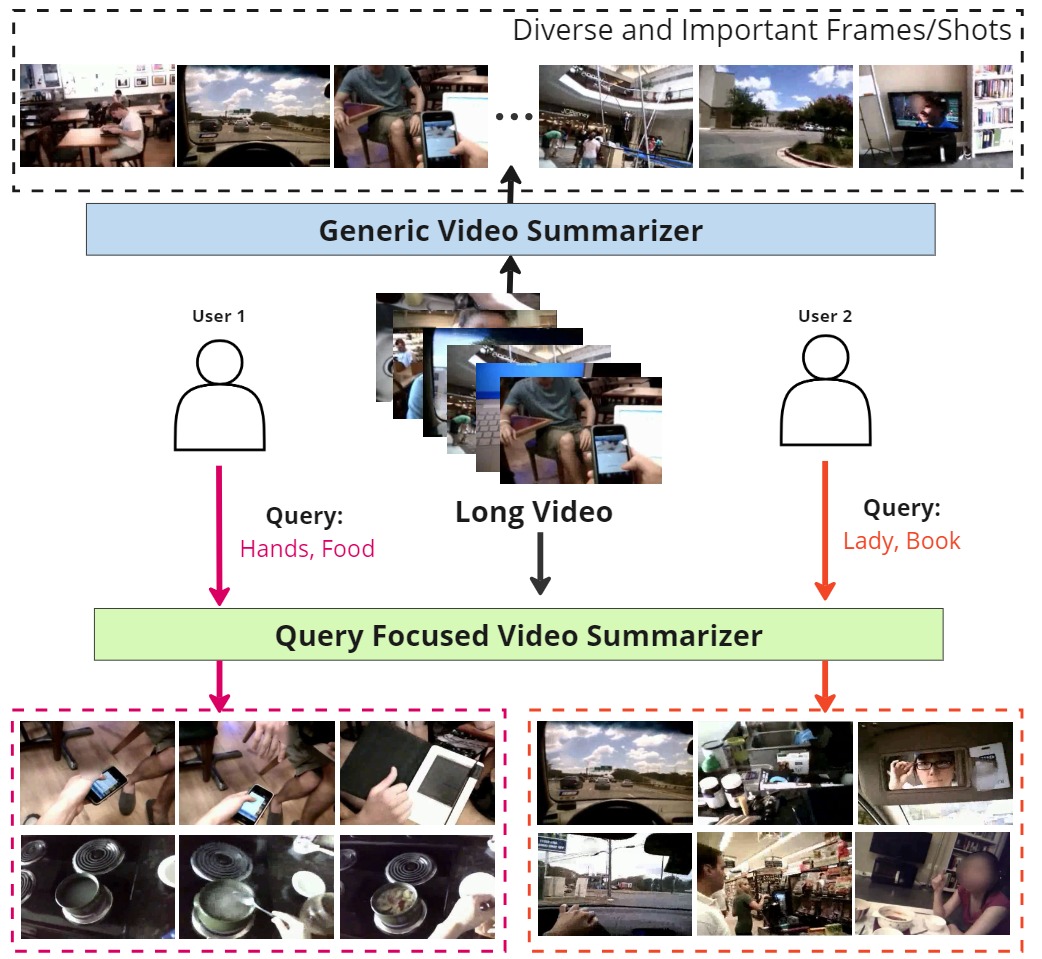 Diverse and Important Frames/Shots
Generic Video Summarizer
User 1
User 2
Long Video
Query:
Hands, Food
Query:
Lady, Book
Query Focused Video Summarizer